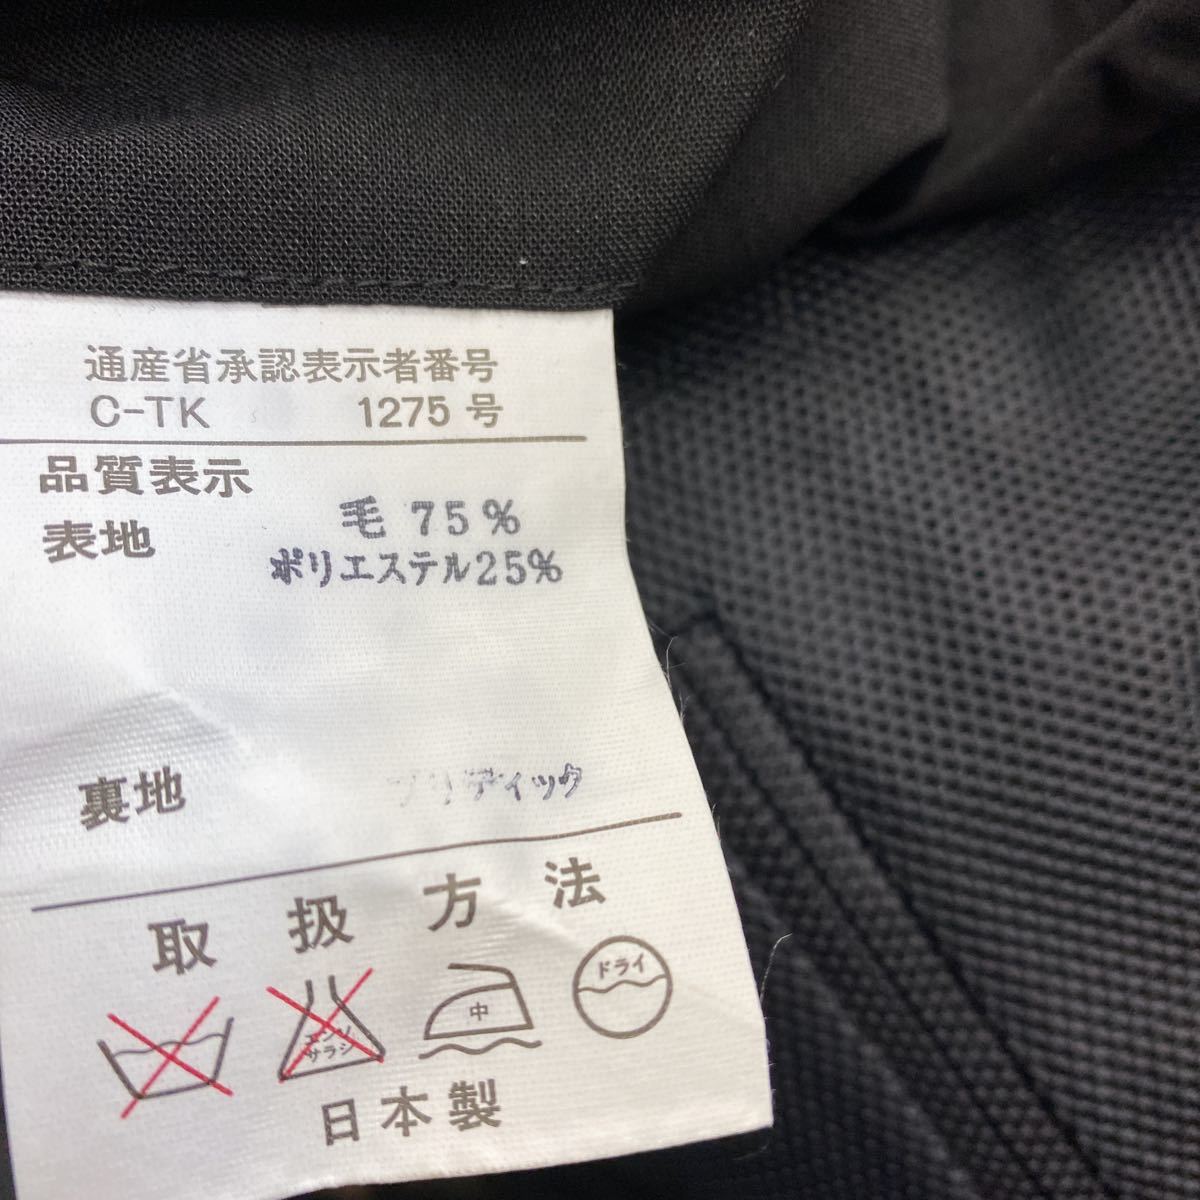 通産省承認表示者番号
C-TK 1275 号
品質表示
表地 毛 75%
ポリエステル25%
裏地
取扱方法
エンソ
サラシ
中
ドライ
日本製